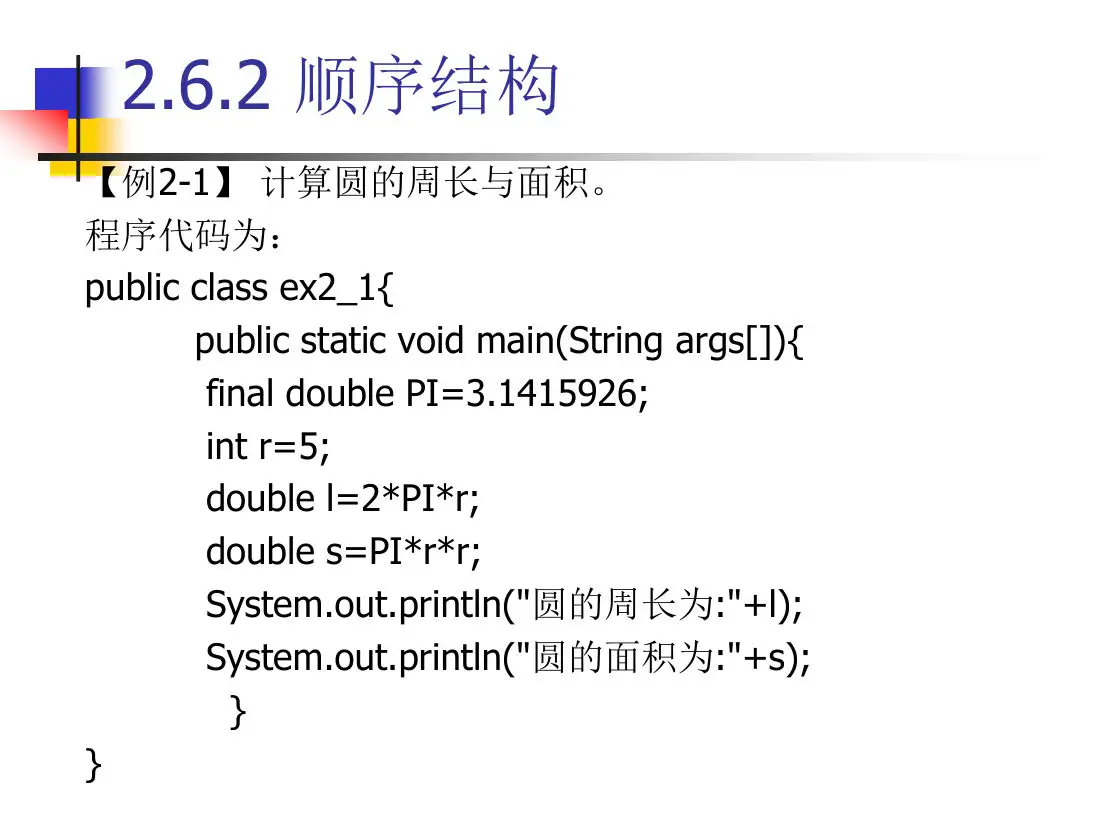 2.6.2 顺序结构
【例2-1】 计算圆的周长与面积。
程序代码为：
public class ex2_1{
public static void main(String args[]){
final double PI=3.1415926;
int r=5;
double l=2*PI*r;
double s=PI*r*r;
System.out.println("圆的周长为:"+l);
System.out.println("圆的面积为:"+s);
}
}